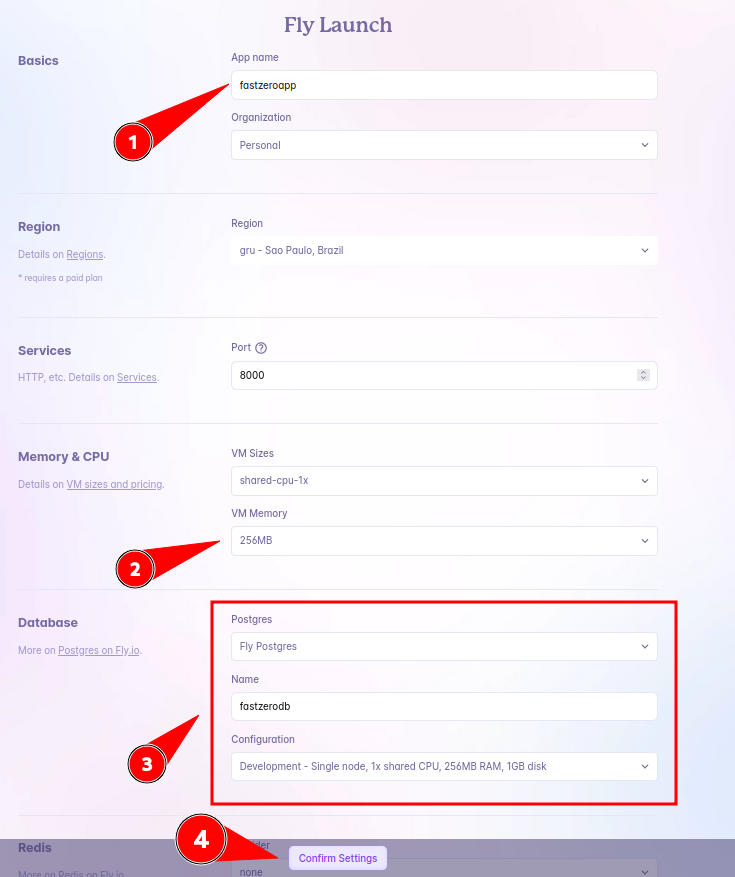 Fly Launch
Basics
App name
fastzeroapp
1
Organization
Personal
Region
Region
Details on Regions.
gru - Sao Paulo, Brazil
* requires a paid plan
Services
Port ?
HTTP, etc. Details on Services.
8000
Memory & CPU
VM Sizes
Details on VM sizes and pricing.
shared-cpu-1x
VM Memory
256MB
2
Database
Postgres
More on Postgres on Fly.io.
Fly Postgres
Name
fastzerodb
Configuration
3
Development - Single node, 1x shared CPU, 256MB RAM, 1GB disk
4
Redis
Confirm Settings
More on Redis on Fly.io
none